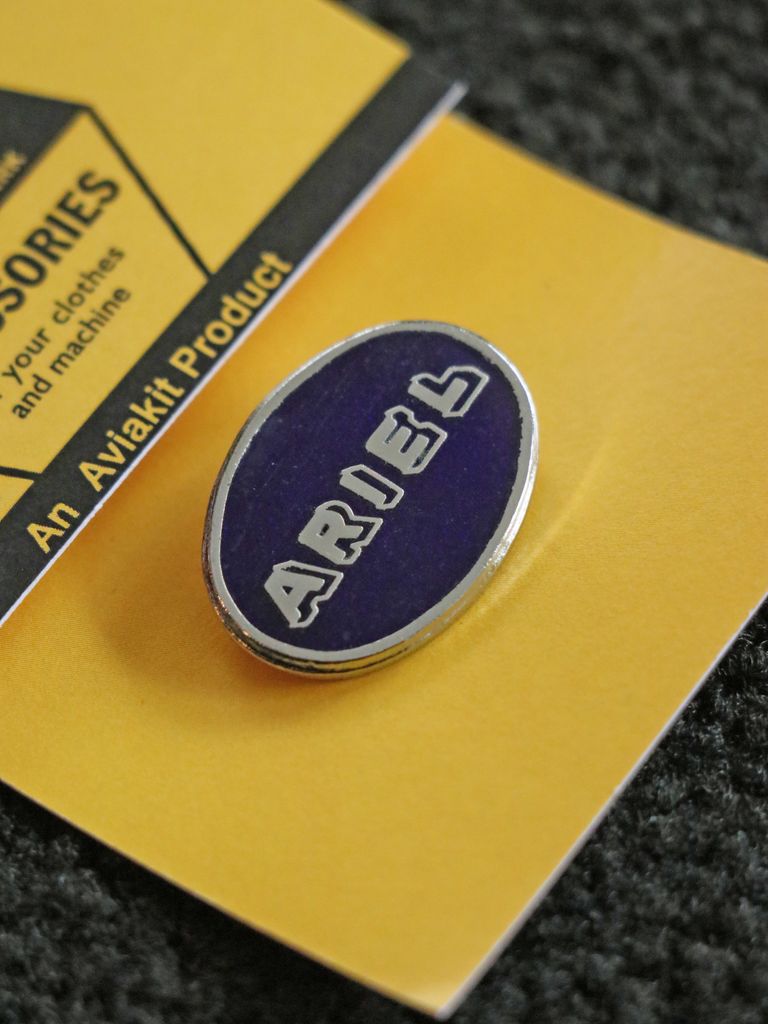 SORIES
your clothes
and machine
An Aviakit Product
ARIEL